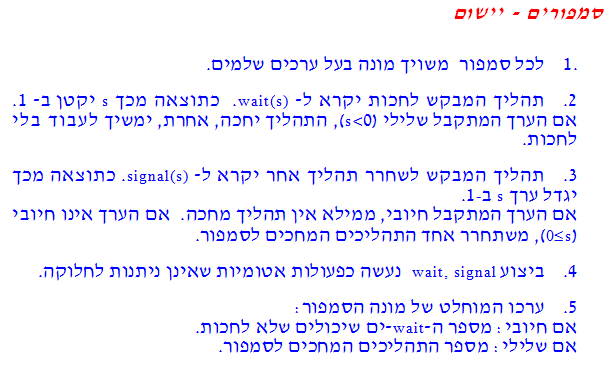 סמפורים - יישום
1. לכל סמפור משויך מונה בעל ערכים שלמים.
2. תהליך המבקש לחכות יקרא ל- wait(s). כתוצאה מכך s יקטן ב- 1.
אם הערך המתקבל שלילי (s<0), התהליך יחכה, אחרת, ימשיך לעבוד בלי
לחכות.
3. תהליך המבקש לשחרר תהליך אחר יקרא ל- signal(s). כתוצאה מכך
יגדל ערך s ב-1.
אם הערך המתקבל חיובי, ממילא אין תהליך מחכה. אם הערך אינו חיובי
(0≤s), משתחרר אחד התהליכים המחכים לסמפור.
4. ביצוע wait, signal נעשה כפעולות אטומיות שאינן ניתנות לחלוקה.
5. ערכו המוחלט של מונה הסמפור:
אם חיובי: מספר ה-wait-ים שיכולים שלא לחכות.
אם שלילי: מספר התהליכים המחכים לסמפור.